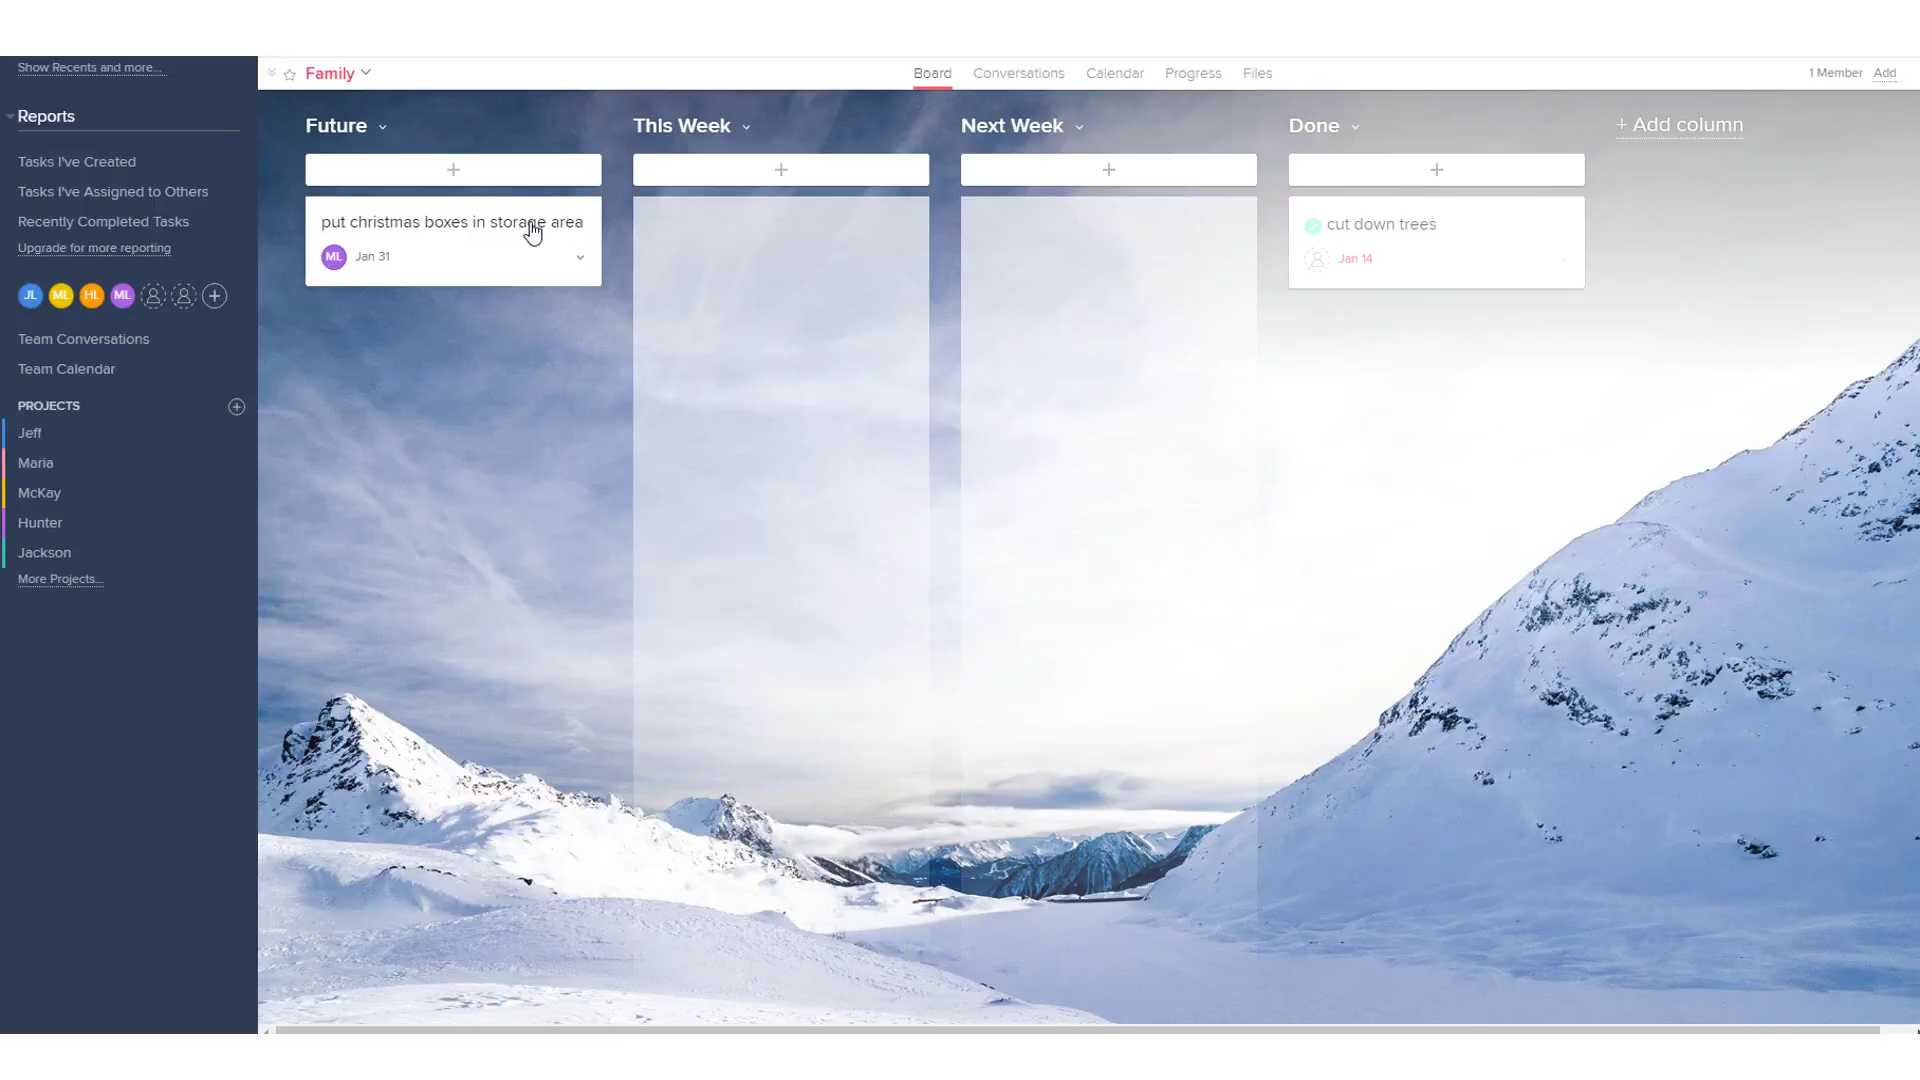 Show Recents and more...
Reports
Tasks I've Created
Tasks I've Assigned to Others
Recently Completed Tasks
Upgrade for more reporting
JL ML HL ML
Team Conversations
Team Calendar
PROJECTS
Jeff
Maria
McKay
Hunter
Jackson
More Projects...
Family
Board Conversations Calendar Progress Files
1 Member Add
Future
put christmas boxes in storage area
ML Jan 31
This Week
Next Week
Done
cut down trees
Jan 14
+ Add column